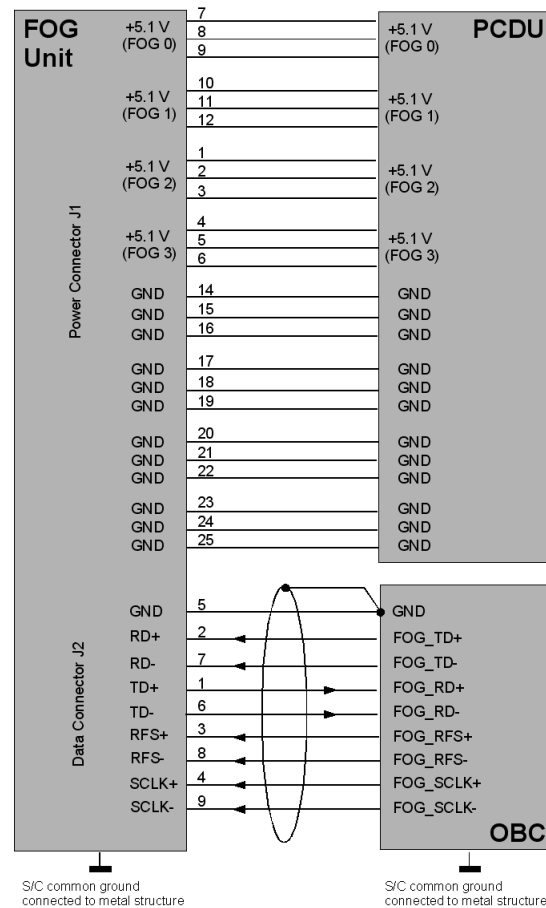 FOG
Unit
PCDU
7
8
9
+5.1 V
(FOG 0)
+5.1 V
(FOG 0)
10
11
12
+5.1 V
(FOG 1)
+5.1 V
(FOG 1)
1
2
3
+5.1 V
(FOG 2)
+5.1 V
(FOG 2)
4
5
6
+5.1 V
(FOG 3)
+5.1 V
(FOG 3)
Power Connector J1
GND 14 GND
GND 15 GND
GND 16 GND
GND 17 GND
GND 18 GND
GND 19 GND
GND 20 GND
GND 21 GND
GND 22 GND
GND 23 GND
GND 24 GND
GND 25 GND
Data Connector J2
GND 5 GND
RD+ 2 FOG_TD+
RD- 7 FOG_TD-
TD+ 1 FOG_RD+
TD- 6 FOG_RD-
RFS+ 3 FOG_RFS+
RFS- 8 FOG_RFS-
SCLK+ 4 FOG_SCLK+
SCLK- 9 FOG_SCLK-
OBC
S/C common ground
connected to metal structure
S/C common ground
connected to metal structure